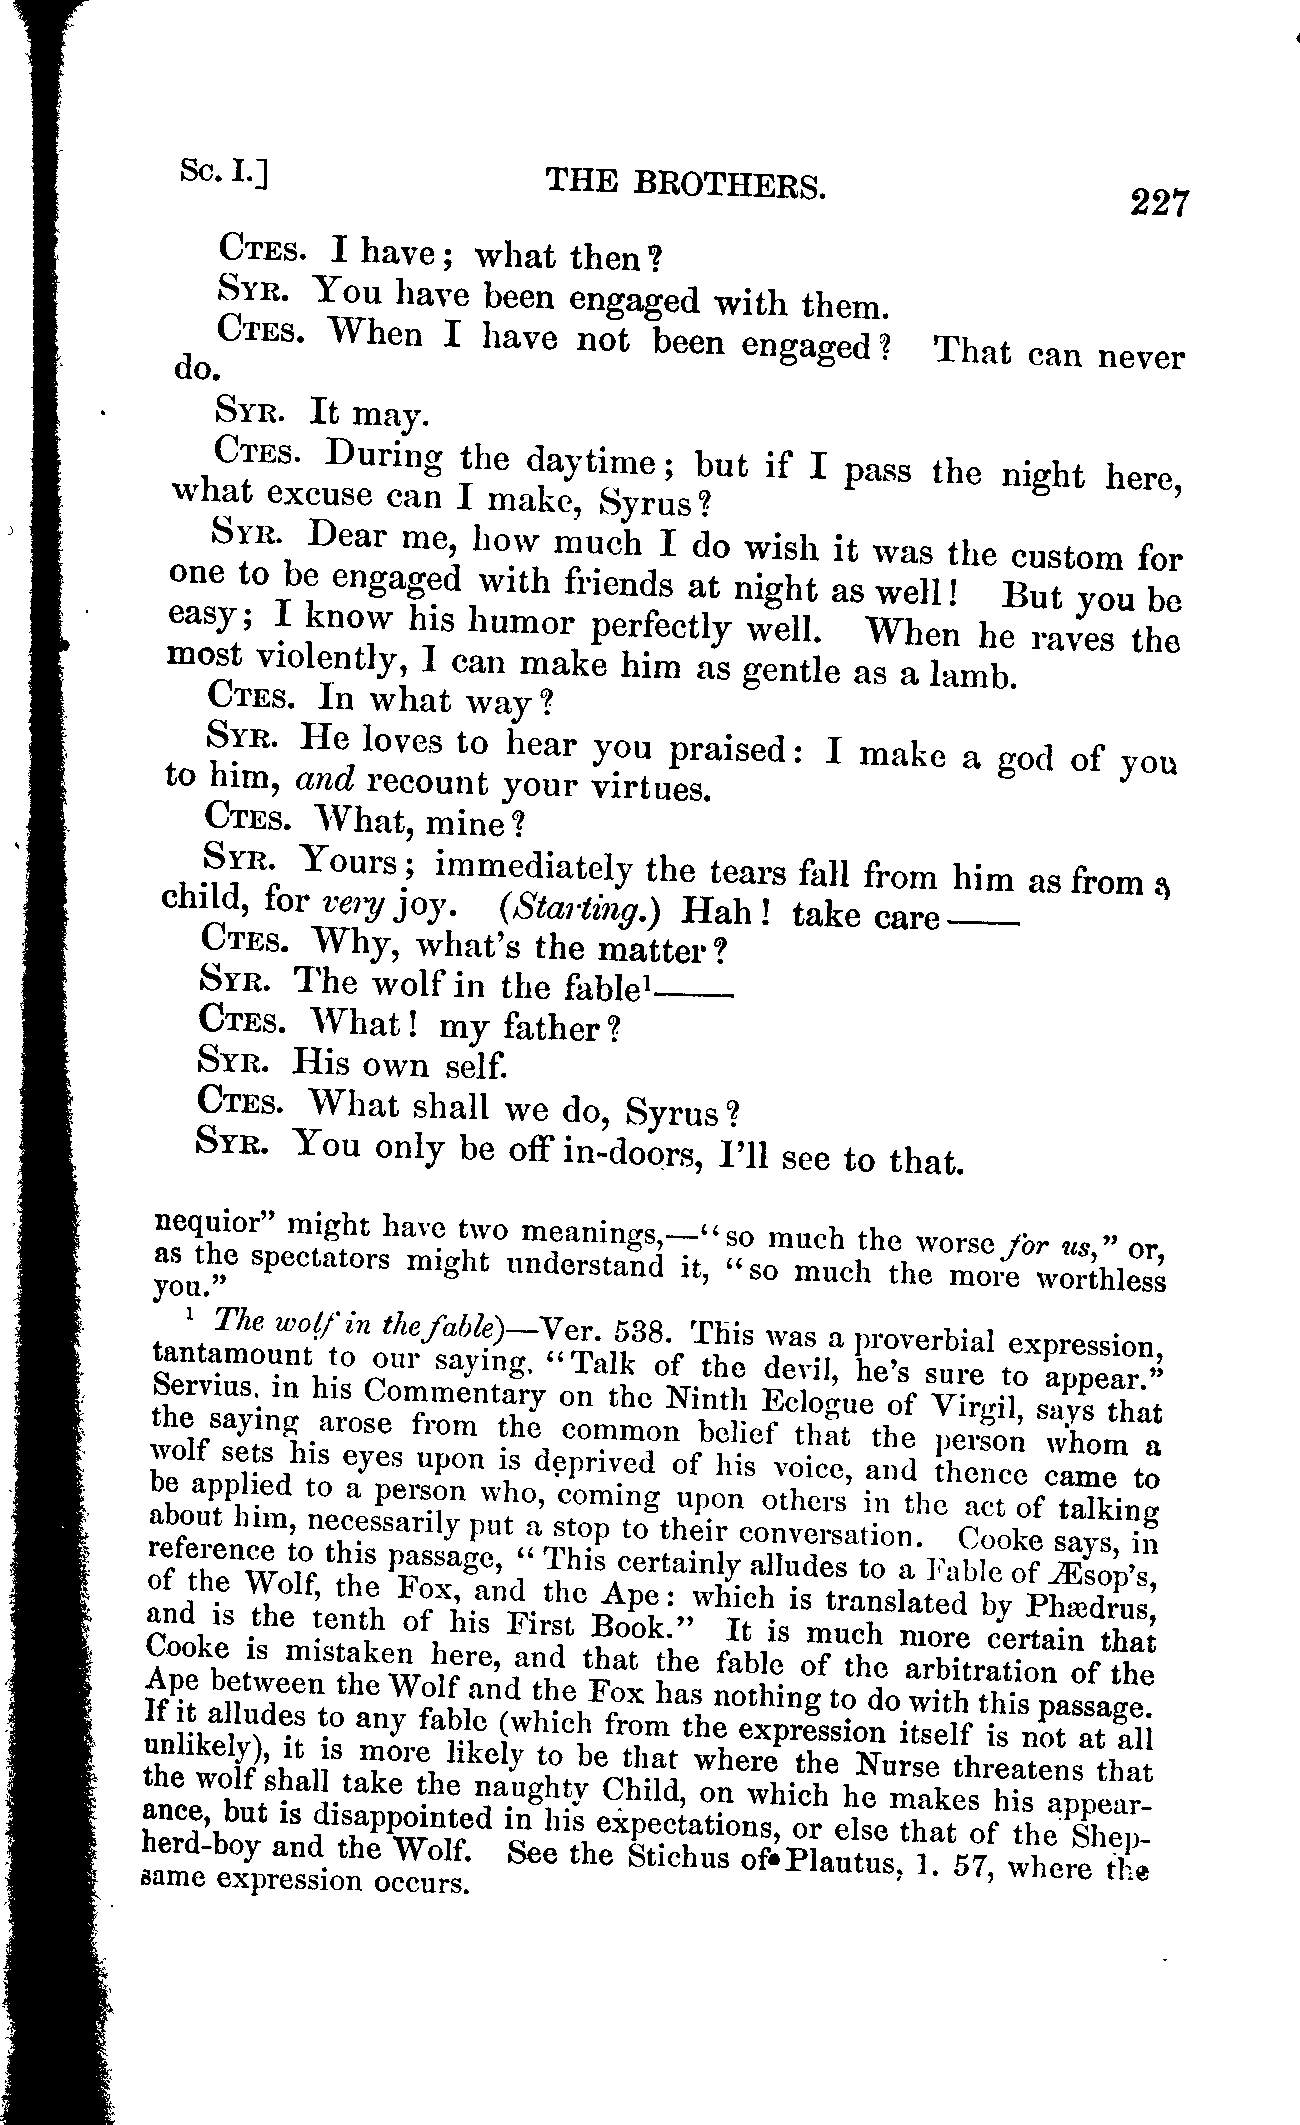 Sc. I.] THE BROTHERS. 227
CTES. I have; what then?
SYR. You have been engaged with them.
CTES. When I have not been engaged? That can never
do.
SYR. It may.
CTES. During the daytime; but if I pass the night here,
what excuse can I make, Syrus?
SYR. Dear me, how much I do wish it was the custom for
one to be engaged with friends at night as well! But you be
easy; I know his humor perfectly well. When he raves the
most violently, I can make him as gentle as a lamb.
CTES. In what way?
SYR. He loves to hear you praised: I make a god of you
to him, and recount your virtues.
CTES. What, mine?
SYR. Yours; immediately the tears fall from him as from a
child, for very joy. (Starting.) Hah! take care——
CTES. Why, what's the matter?
SYR. The wolf in the fable¹——
CTES. What! my father?
SYR. His own self.
CTES. What shall we do, Syrus?
SYR. You only be off in-doors, I'll see to that.
nequior” might have two meanings,—“so much the worse for us,” or,
as the spectators might understand it, “so much the more worthless
you.”
¹ The wolf in the fable)—Ver. 538. This was a proverbial expression,
tantamount to our saying. “Talk of the devil, he's sure to appear.”
Servius. in his Commentary on the Ninth Eclogue of Virgil, says that
the saying arose from the common belief that the person whom a
wolf sets his eyes upon is deprived of his voice, and thence came to
be applied to a person who, coming upon others in the act of talking
about him, necessarily put a stop to their conversation. Cooke says, in
reference to this passage, “This certainly alludes to a Fable of Æsop's,
of the Wolf, the Fox, and the Ape: which is translated by Phædrus,
and is the tenth of his First Book.” It is much more certain that
Cooke is mistaken here, and that the fable of the arbitration of the
Ape between the Wolf and the Fox has nothing to do with this passage.
If it alludes to any fable (which from the expression itself is not at all
unlikely), it is more likely to be that where the Nurse threatens that
the wolf shall take the naughty Child, on which he makes his appear-
ance, but is disappointed in his expectations, or else that of the Shep-
herd-boy and the Wolf. See the Stichus of Plautus, l. 57, where the
same expression occurs.